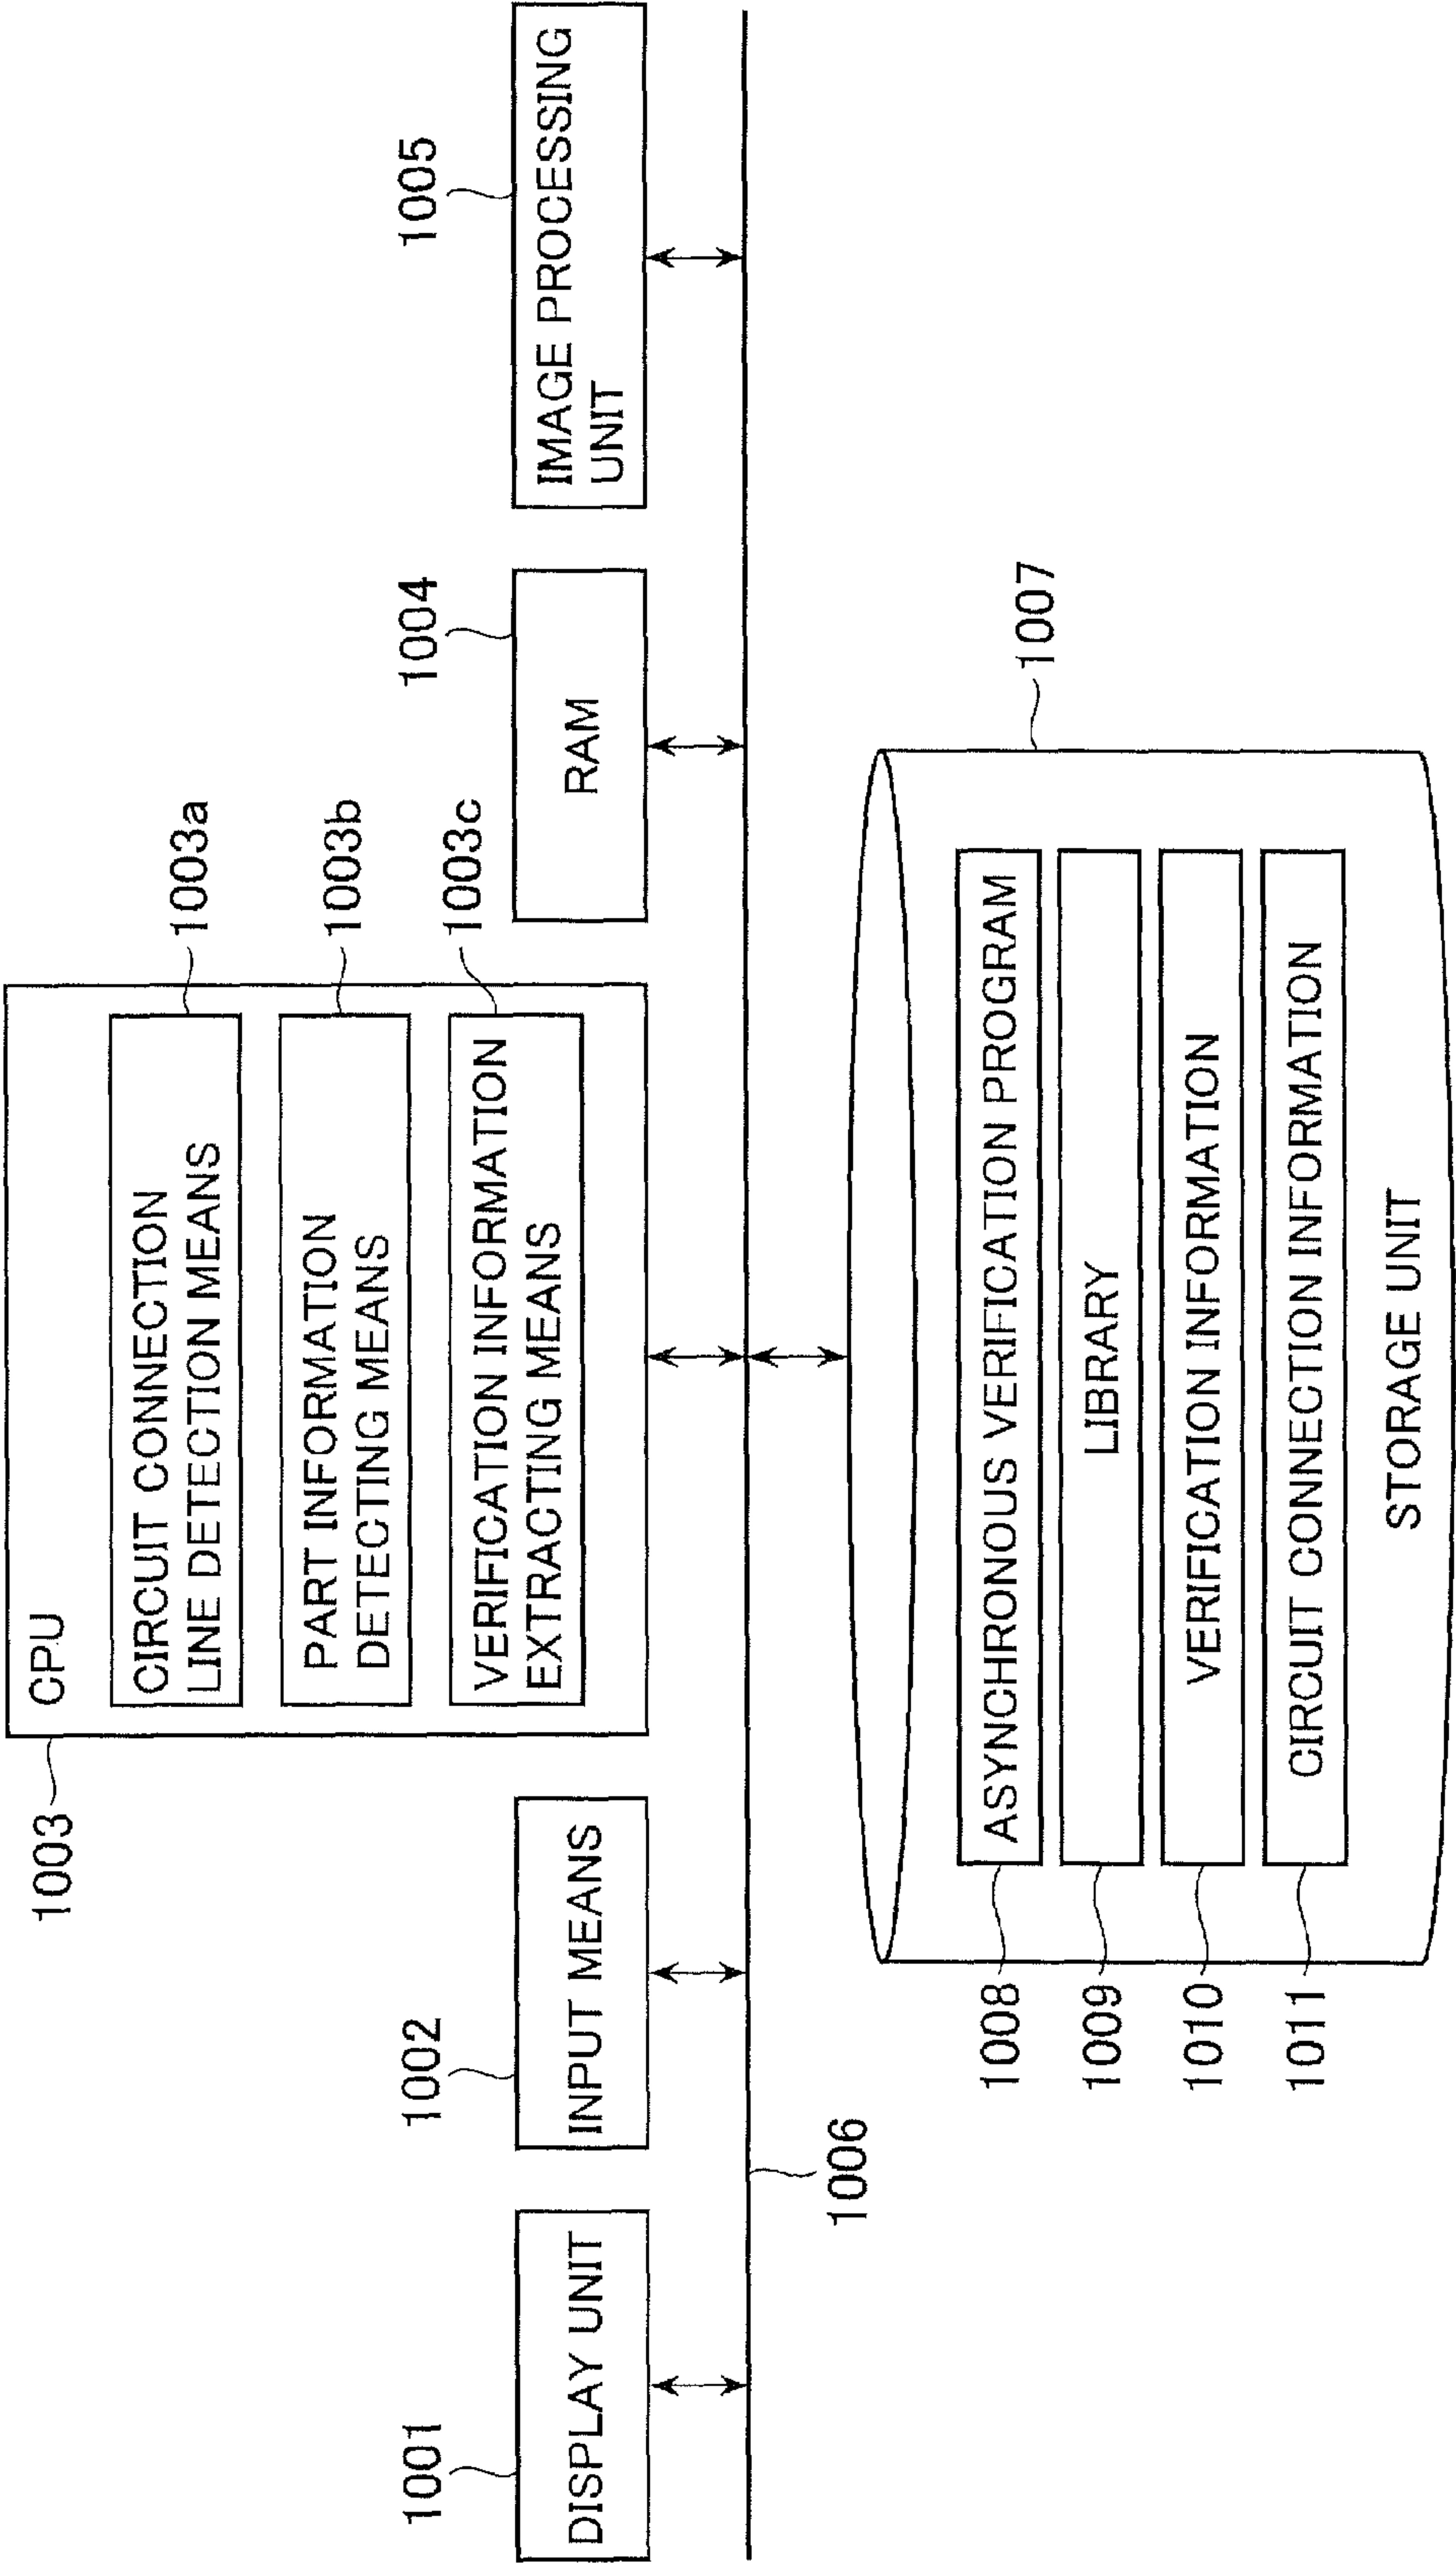 1003
CPU
CIRCUIT CONNECTION
LINE DETECTION MEANS
1003a
PART INFORMATION
DETECTING MEANS
1003b
VERIFICATION INFORMATION
EXTRACTING MEANS
1003c
1001
DISPLAY UNIT
1002
INPUT MEANS
1004
RAM
1005
IMAGE PROCESSING
UNIT
1006
1007
1008
ASYNCHRONOUS VERIFICATION PROGRAM
1009
LIBRARY
1010
VERIFICATION INFORMATION
1011
CIRCUIT CONNECTION INFORMATION
STORAGE UNIT